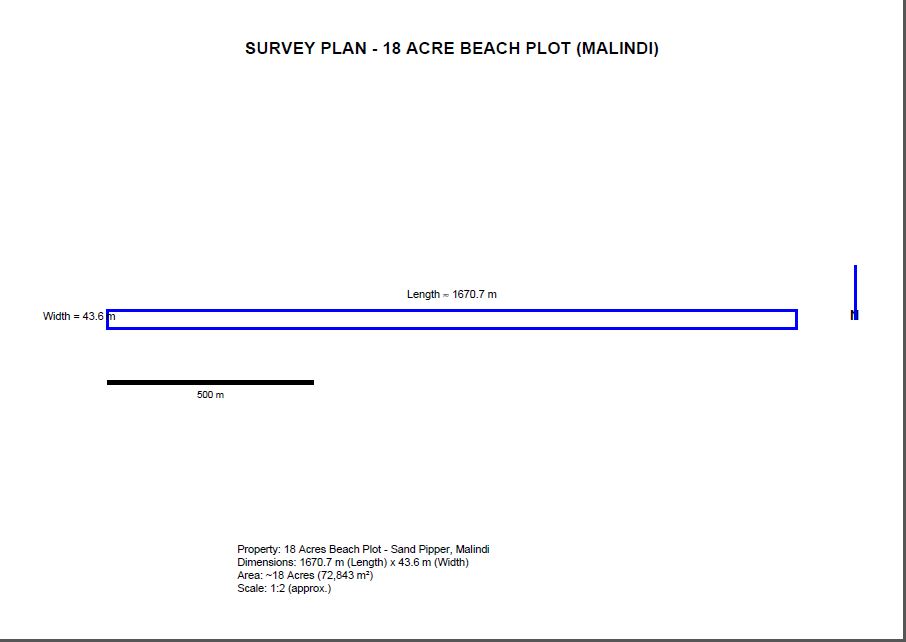 SURVEY PLAN - 18 ACRE BEACH PLOT (MALINDI)
Length ≈ 1670.7 m
Width = 43.6 m
N
500 m
Property: 18 Acres Beach Plot - Sand Pipper, Malindi
Dimensions: 1670.7 m (Length) x 43.6 m (Width)
Area: ~18 Acres (72,843 m²)
Scale: 1:2 (approx.)